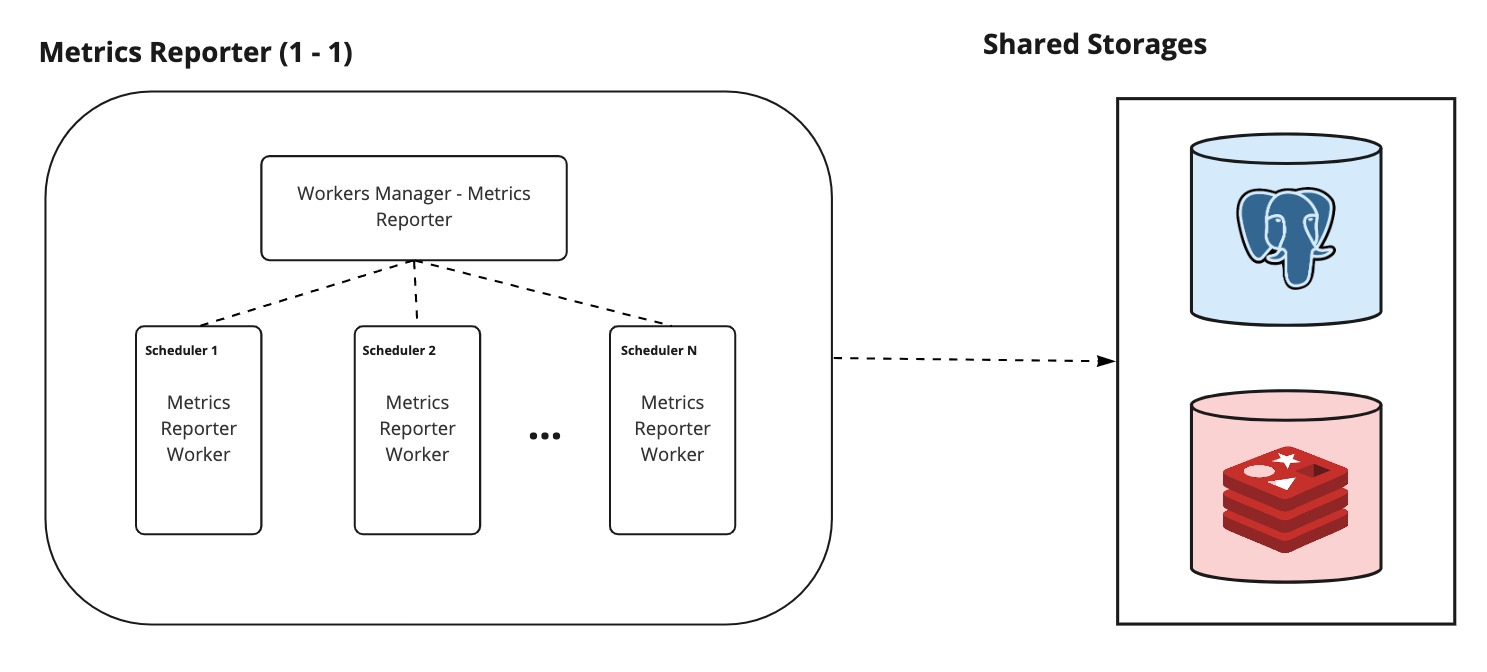 Metrics Reporter (1 - 1)
Shared Storages
Workers Manager - Metrics
Reporter
Scheduler 1
Metrics
Reporter
Worker
Scheduler 2
Metrics
Reporter
Worker
•••
Scheduler N
Metrics
Reporter
Worker